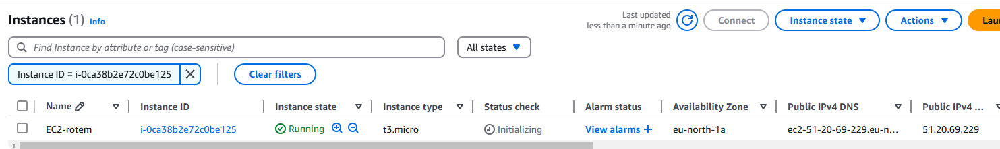 Instances (1) Info
Last updated
less than a minute ago
Connect
Instance state
Actions
Find Instance by attribute or tag (case-sensitive)
All states
Instance ID = i-0ca38b2e72c0be125
Clear filters
Name Instance ID Instance state Instance type Status check Alarm status Availability Zone Public IPv4 DNS Public IPv4 ...
EC2-rotem i-0ca38b2e72c0be125 Running t3.micro Initializing View alarms + eu-north-1a ec2-51-20-69-229.eu-n... 51.20.69.229